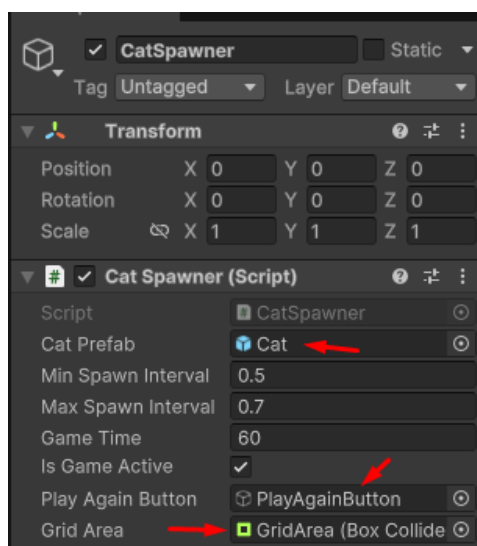 CatSpawner Static
Tag Untagged Layer Default
Transform
Position X 0 Y 0 Z 0
Rotation X 0 Y 0 Z 0
Scale X 1 Y 1 Z 1
# Cat Spawner (Script)
Script # CatSpawner
Cat Prefab Cat
Min Spawn Interval 0.5
Max Spawn Interval 0.7
Game Time 60
Is Game Active
Play Again Button PlayAgainButton
Grid Area GridArea (Box Collide